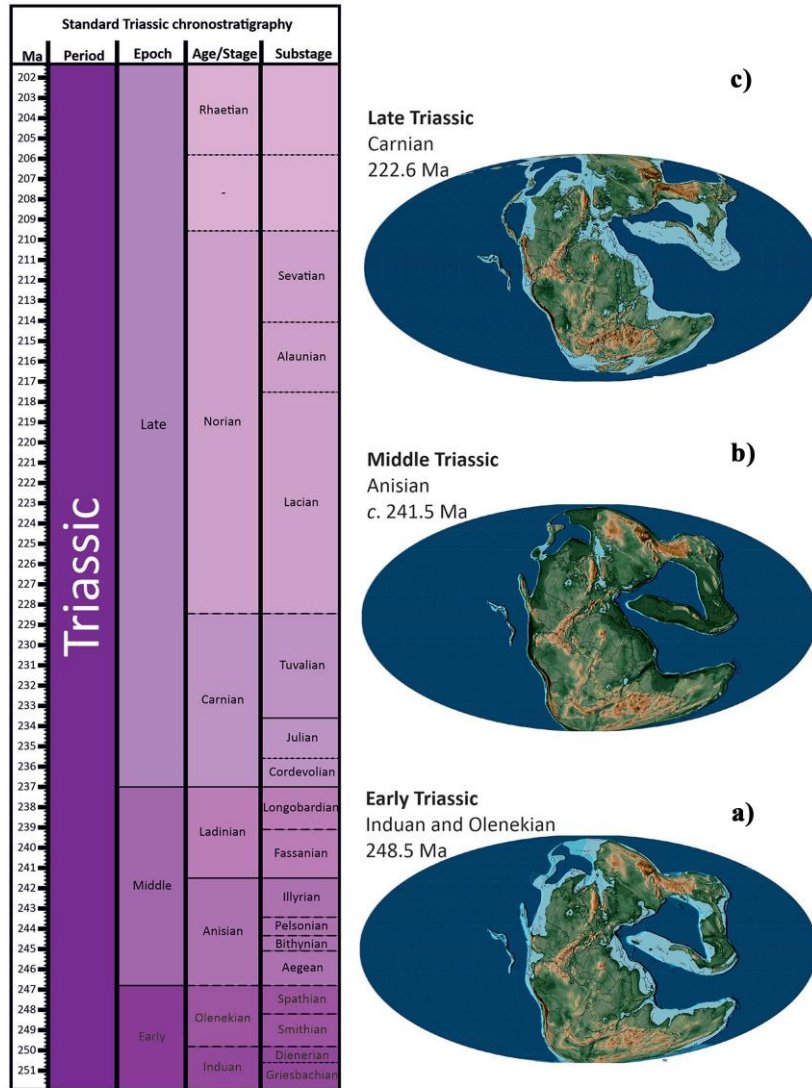 Standard Triassic chronostratigraphy
Ma Period Epoch Age/Stage Substage
202
203
204
205
206
207
208
209
210
211
212
213
214
215
216
217
218
219
220
221
222
223
224
225
226
227
228
229
230
231
232
233
234
235
236
237
238
239
240
241
242
243
244
245
246
247
248
249
250
251
Triassic
Late
Middle
Early
Rhaetian
-
Norian
Carnian
Ladinian
Anisian
Olenekian
Induan
Sevatian
Alaunian
Lacian
Tuvalian
Julian
Cordevolian
Longobardian
Fassanian
Illyrian
Pelsonian
Bithynian
Aegean
Spathian
Smithian
Dienerian
Griesbachian
c)
Late Triassic
Carnian
222.6 Ma
b)
Middle Triassic
Anisian
c. 241.5 Ma
a)
Early Triassic
Induan and Olenekian
248.5 Ma